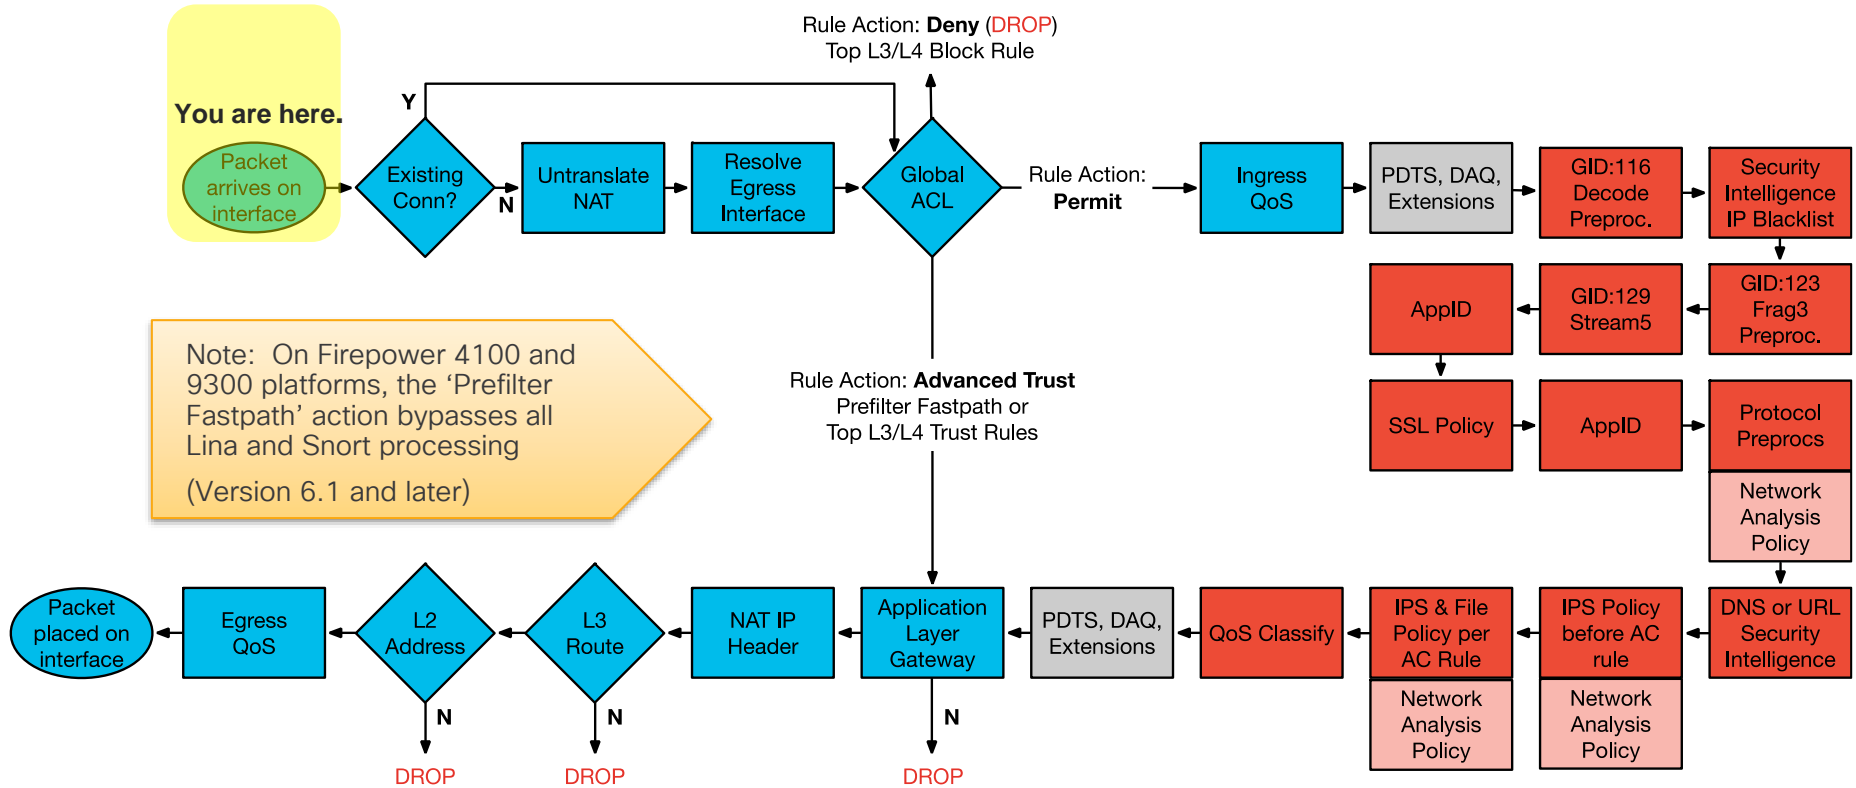 Rule Action: Deny (DROP)
Top L3/L4 Block Rule
You are here.
Y
Packet
arrives on
interface
Existing
Conn?
N
Untranslate
NAT
Resolve
Egress
Interface
Global
ACL
Rule Action:
Permit
Ingress
QoS
PDTS, DAQ,
Extensions
GID:116
Decode
Preproc.
Security
Intelligence
IP Blacklist
AppID
GID:129
Stream5
GID:123
Frag3
Preproc.
Note: On Firepower 4100 and
9300 platforms, the ‘Prefilter
Fastpath’ action bypasses all
Lina and Snort processing
(Version 6.1 and later)
Rule Action: Advanced Trust
Prefilter Fastpath or
Top L3/L4 Trust Rules
SSL Policy
AppID
Protocol
Preprocs
Network
Analysis
Policy
Packet
placed on
interface
Egress
QoS
L2
Address
L3
Route
NAT IP
Header
Application
Layer
Gateway
PDTS, DAQ,
Extensions
QoS Classify
IPS & File
Policy per
AC Rule
IPS Policy
before AC
rule
DNS or URL
Security
Intelligence
Network
Analysis
Policy
Network
Analysis
Policy
N
N
N
DROP
DROP
DROP